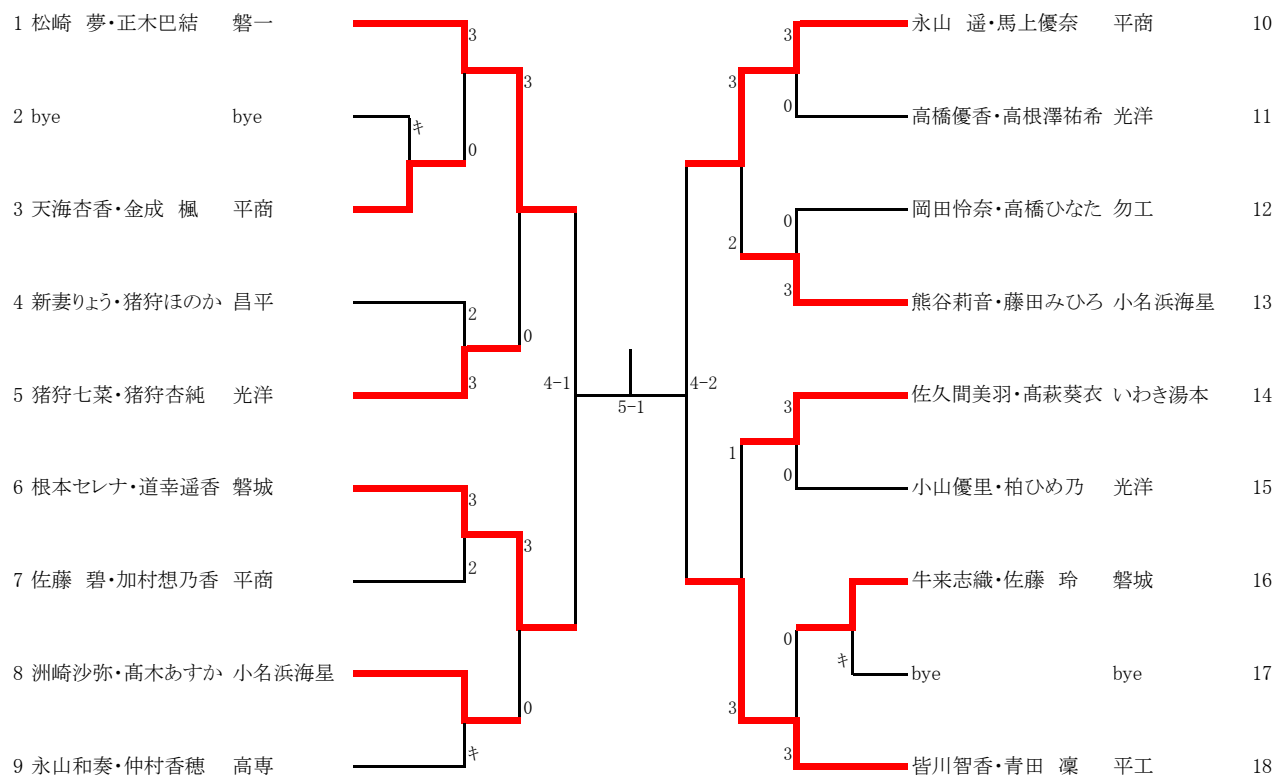 1 松崎　夢・正木巴結 磐一
3
3
2 bye bye
キ
0
3 天海杏香・金成　楓 平商
4 新妻りょう・猪狩ほのか 昌平
2
0
5 猪狩七菜・猪狩杏純 光洋
3
6 根本セレナ・道幸遥香 磐城
3
3
7 佐藤　碧・加村想乃香 平商
2
8 洲崎沙弥・髙木あすか 小名浜海星
0
9 永山和奏・仲村香穂 高専
キ
4-1
5-1
4-2
3
永山　遥・馬上優奈 平商 10
3
0
高橋優香・高根澤祐希 光洋 11
0
岡田怜奈・高橋ひなた 勿工 12
2
3
熊谷莉音・藤田みひろ 小名浜海星 13
3
佐久間美羽・髙萩葵衣 いわき湯本 14
1
0
小山優里・柏ひめ乃 光洋 15
牛来志織・佐藤　玲 磐城 16
0
キ
bye bye 17
3
3
皆川智香・青田　凜 平工 18